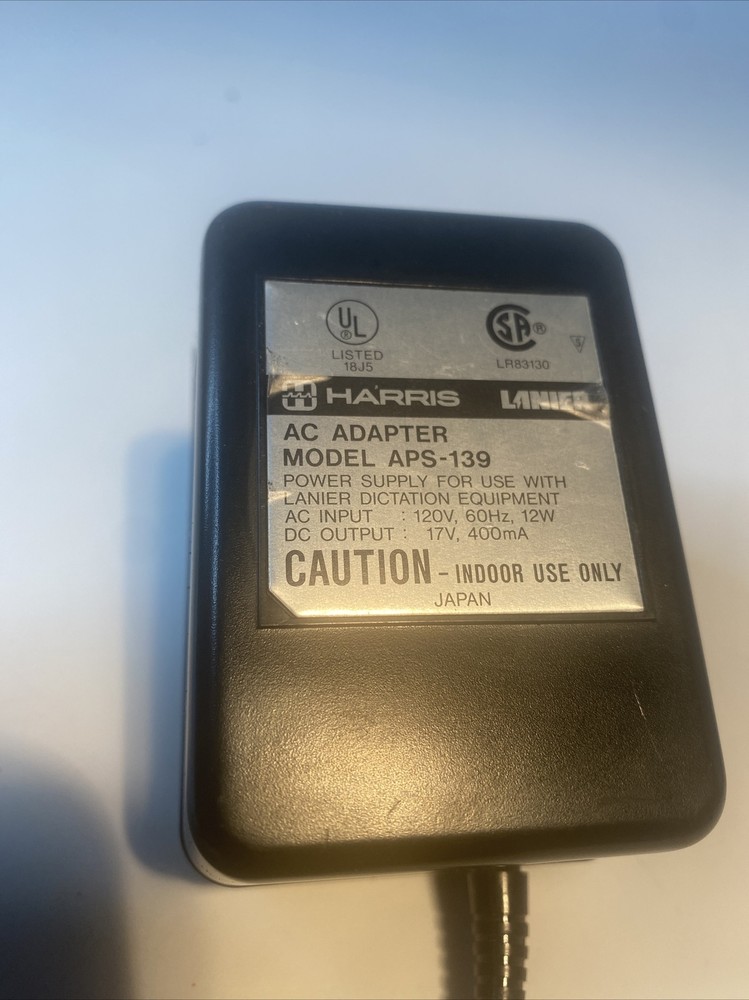 UL
®
LISTED
18J5
SA®
LR83130
S
HARRIS LANIER
AC ADAPTER
MODEL APS-139
POWER SUPPLY FOR USE WITH
LANIER DICTATION EQUIPMENT
AC INPUT : 120V, 60Hz, 12W
DC OUTPUT : 17V, 400mA
CAUTION – INDOOR USE ONLY
JAPAN